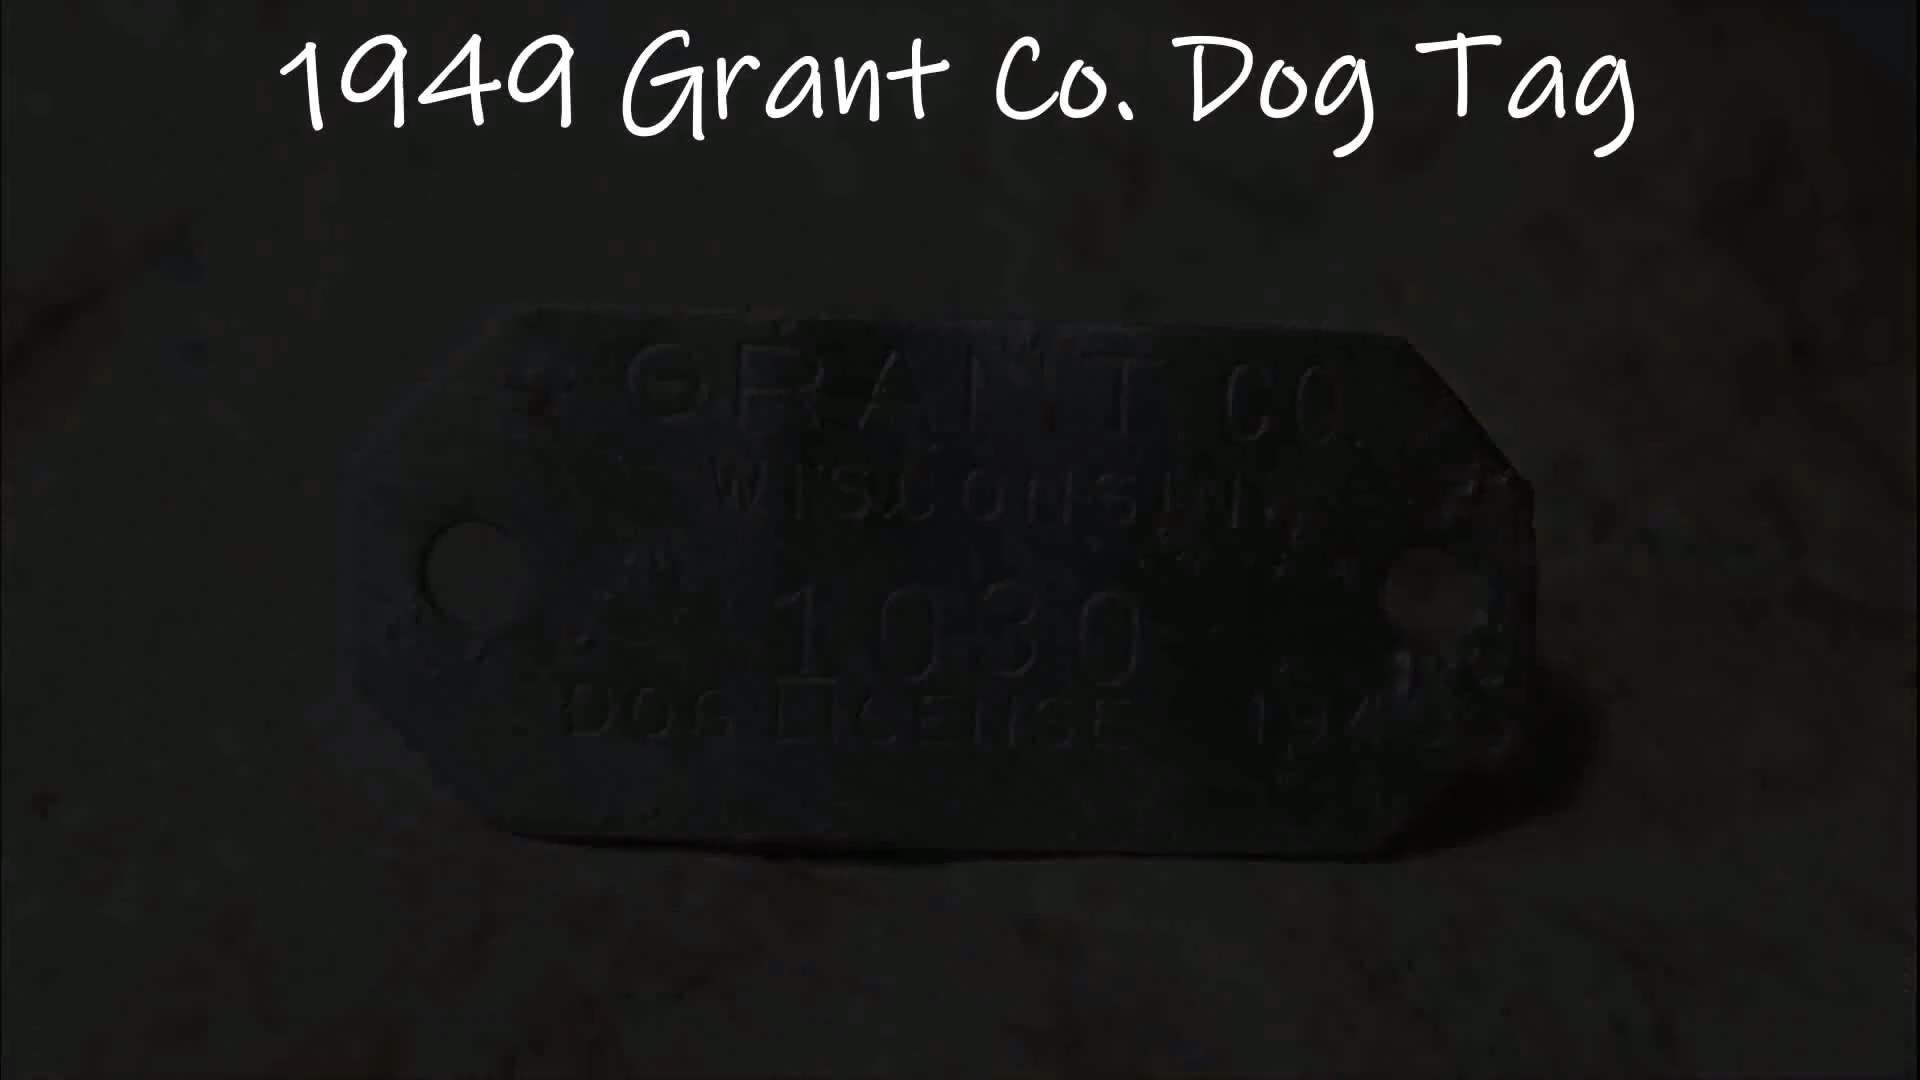 1949 Grant Co. Dog Tag
GRANT CO.
WISCONSIN
1030
DOG LICENSE